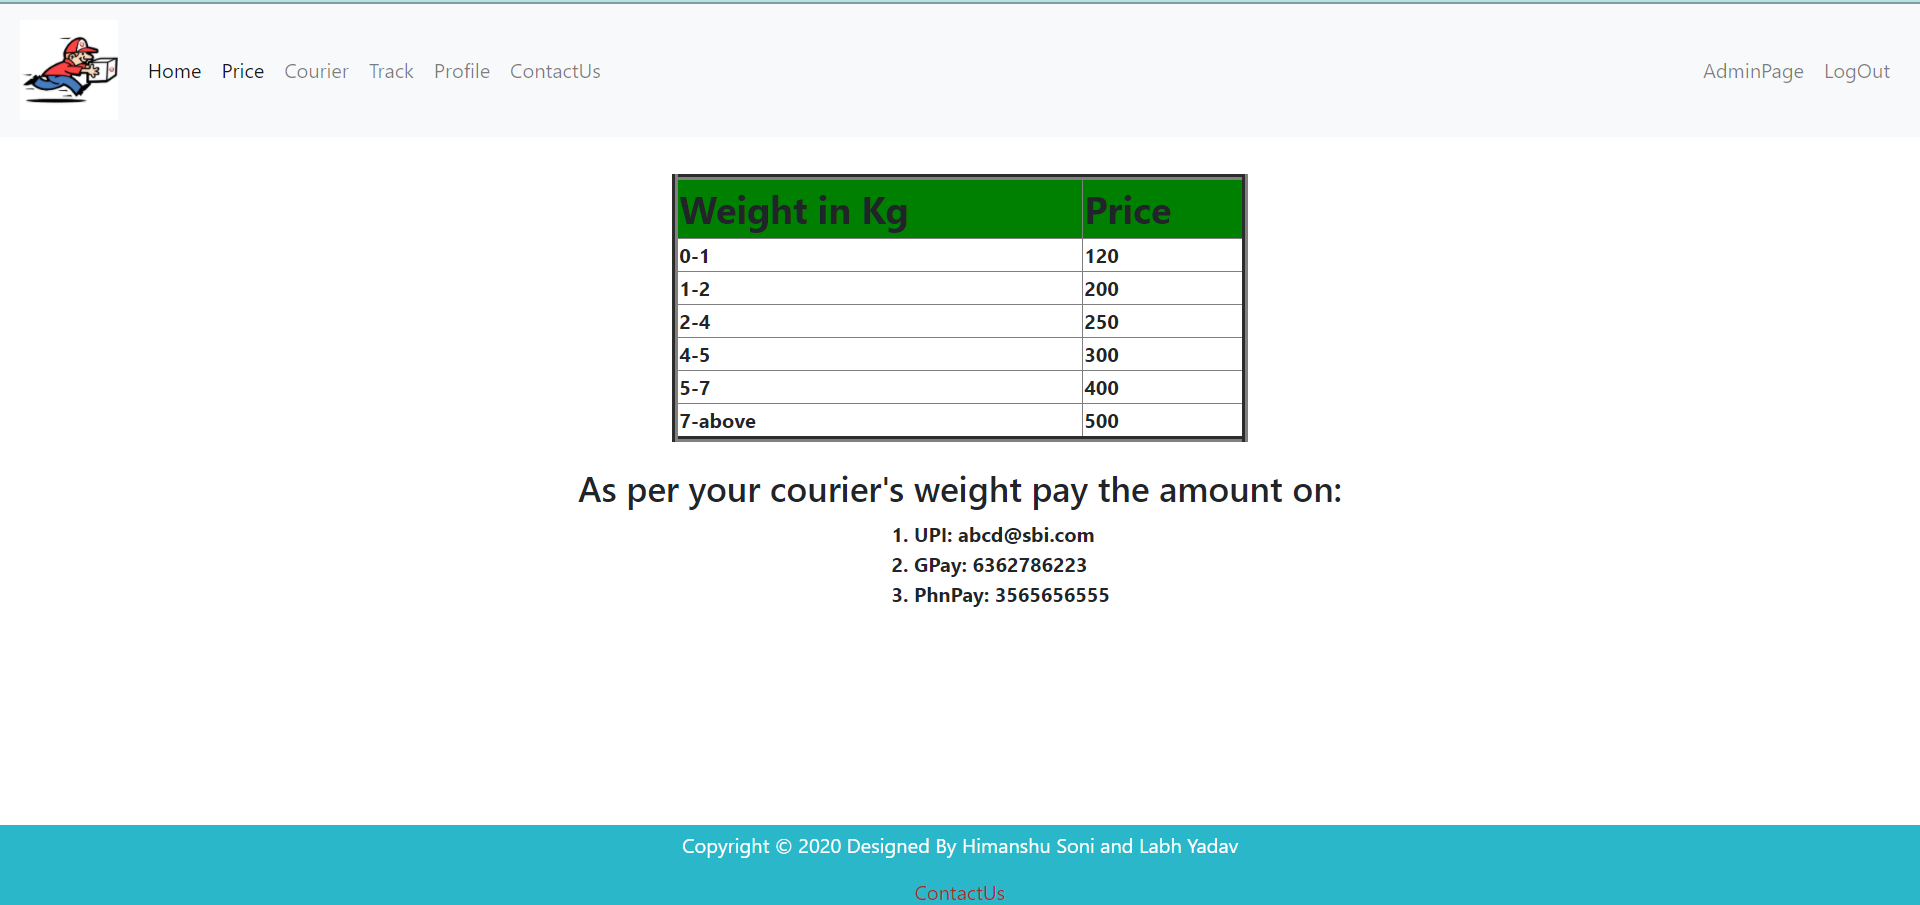 Home Price Courier Track Profile ContactUs AdminPage LogOut
Weight in Kg Price
0-1 120
1-2 200
2-4 250
4-5 300
5-7 400
7-above 500
As per your courier's weight pay the amount on:
1. UPI: abcd@sbi.com
2. GPay: 6362786223
3. PhnPay: 3565656555
Copyright © 2020 Designed By Himanshu Soni and Labh Yadav
ContactUs